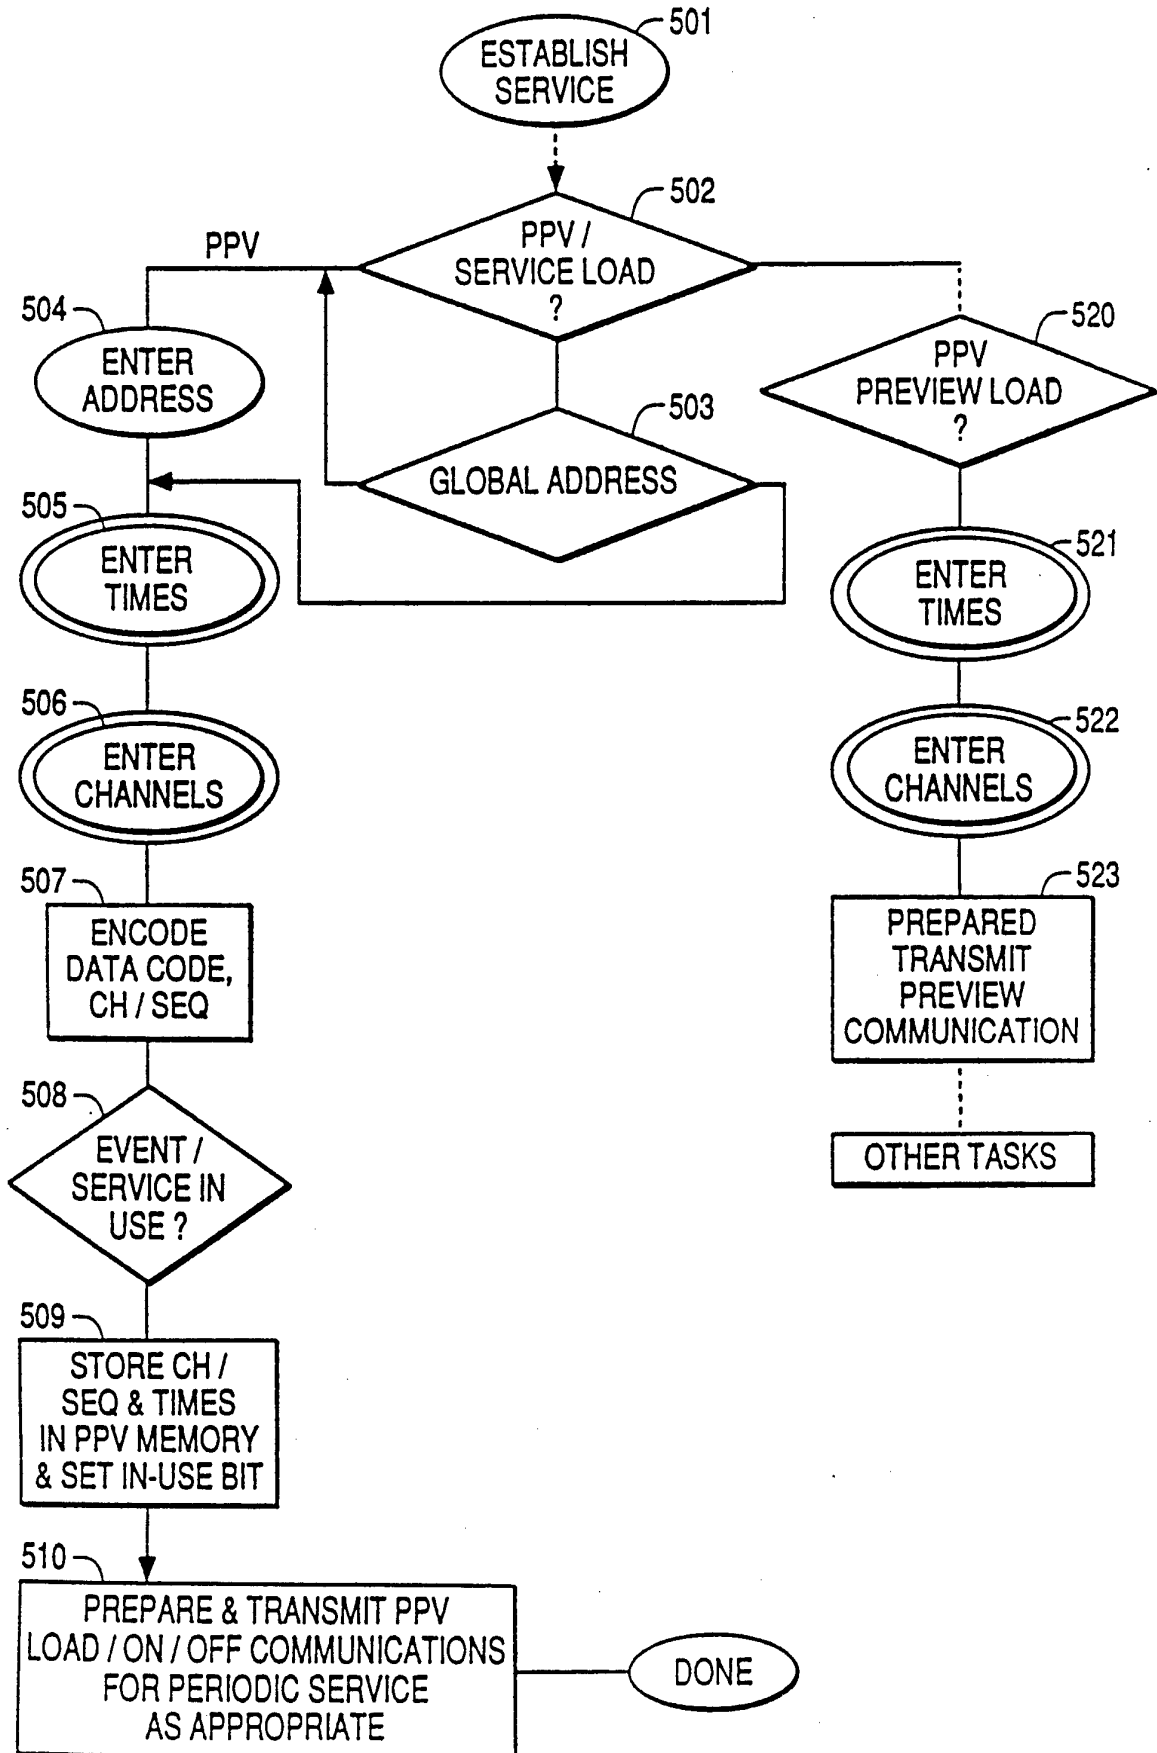 501
ESTABLISH
SERVICE
502
PPV /
SERVICE LOAD
?
PPV
504
ENTER
ADDRESS
503
GLOBAL ADDRESS
520
PPV
PREVIEW LOAD
?
505
ENTER
TIMES
521
ENTER
TIMES
506
ENTER
CHANNELS
522
ENTER
CHANNELS
507
ENCODE
DATA CODE,
CH / SEQ
523
PREPARED
TRANSMIT
PREVIEW
COMMUNICATION
508
EVENT /
SERVICE IN
USE ?
OTHER TASKS
509
STORE CH /
SEQ & TIMES
IN PPV MEMORY
& SET IN-USE BIT
510
PREPARE & TRANSMIT PPV
LOAD / ON / OFF COMMUNICATIONS
FOR PERIODIC SERVICE
AS APPROPRIATE
DONE